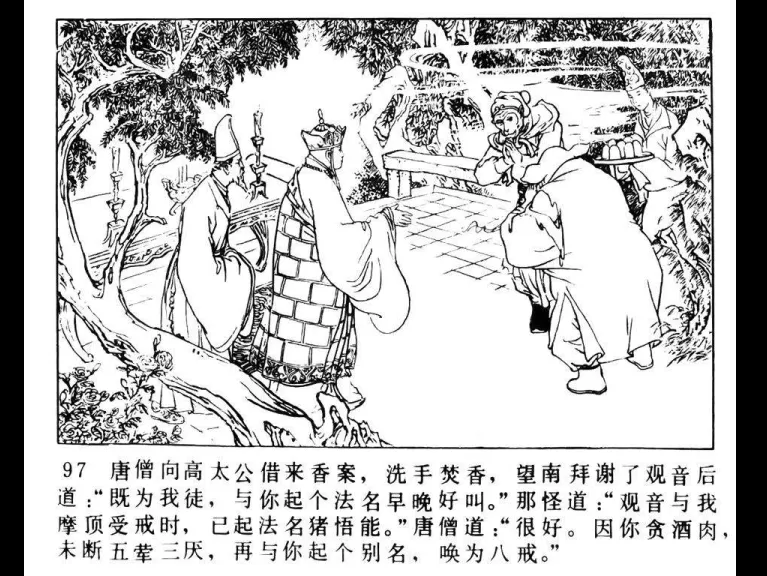 97 唐僧向高太公借来香案，洗手焚香，望南拜谢了观音后
道：“既为我徒，与你起个法名早晚好叫。”那怪道：“观音与我
摩顶受戒时，已起法名猪悟能。”唐僧道：“很好。因你贪酒肉，
未断五荤三厌，再与你起个别名，唤为八戒。”